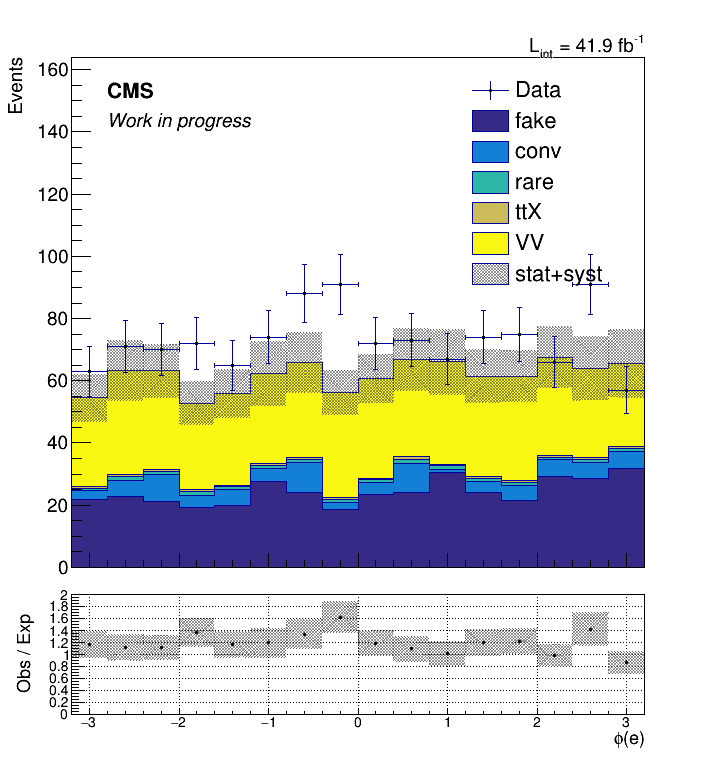 L_int = 41.9 fb^-1
Events
160
140
120
100
80
60
40
20
0
CMS
Work in progress
Data
fake
conv
rare
ttX
VV
stat+syst
Obs / Exp
2
1.8
1.6
1.4
1.2
1
0.8
0.6
0.4
0.2
0
−3 −2 −1 0 1 2 3
ϕ(e)